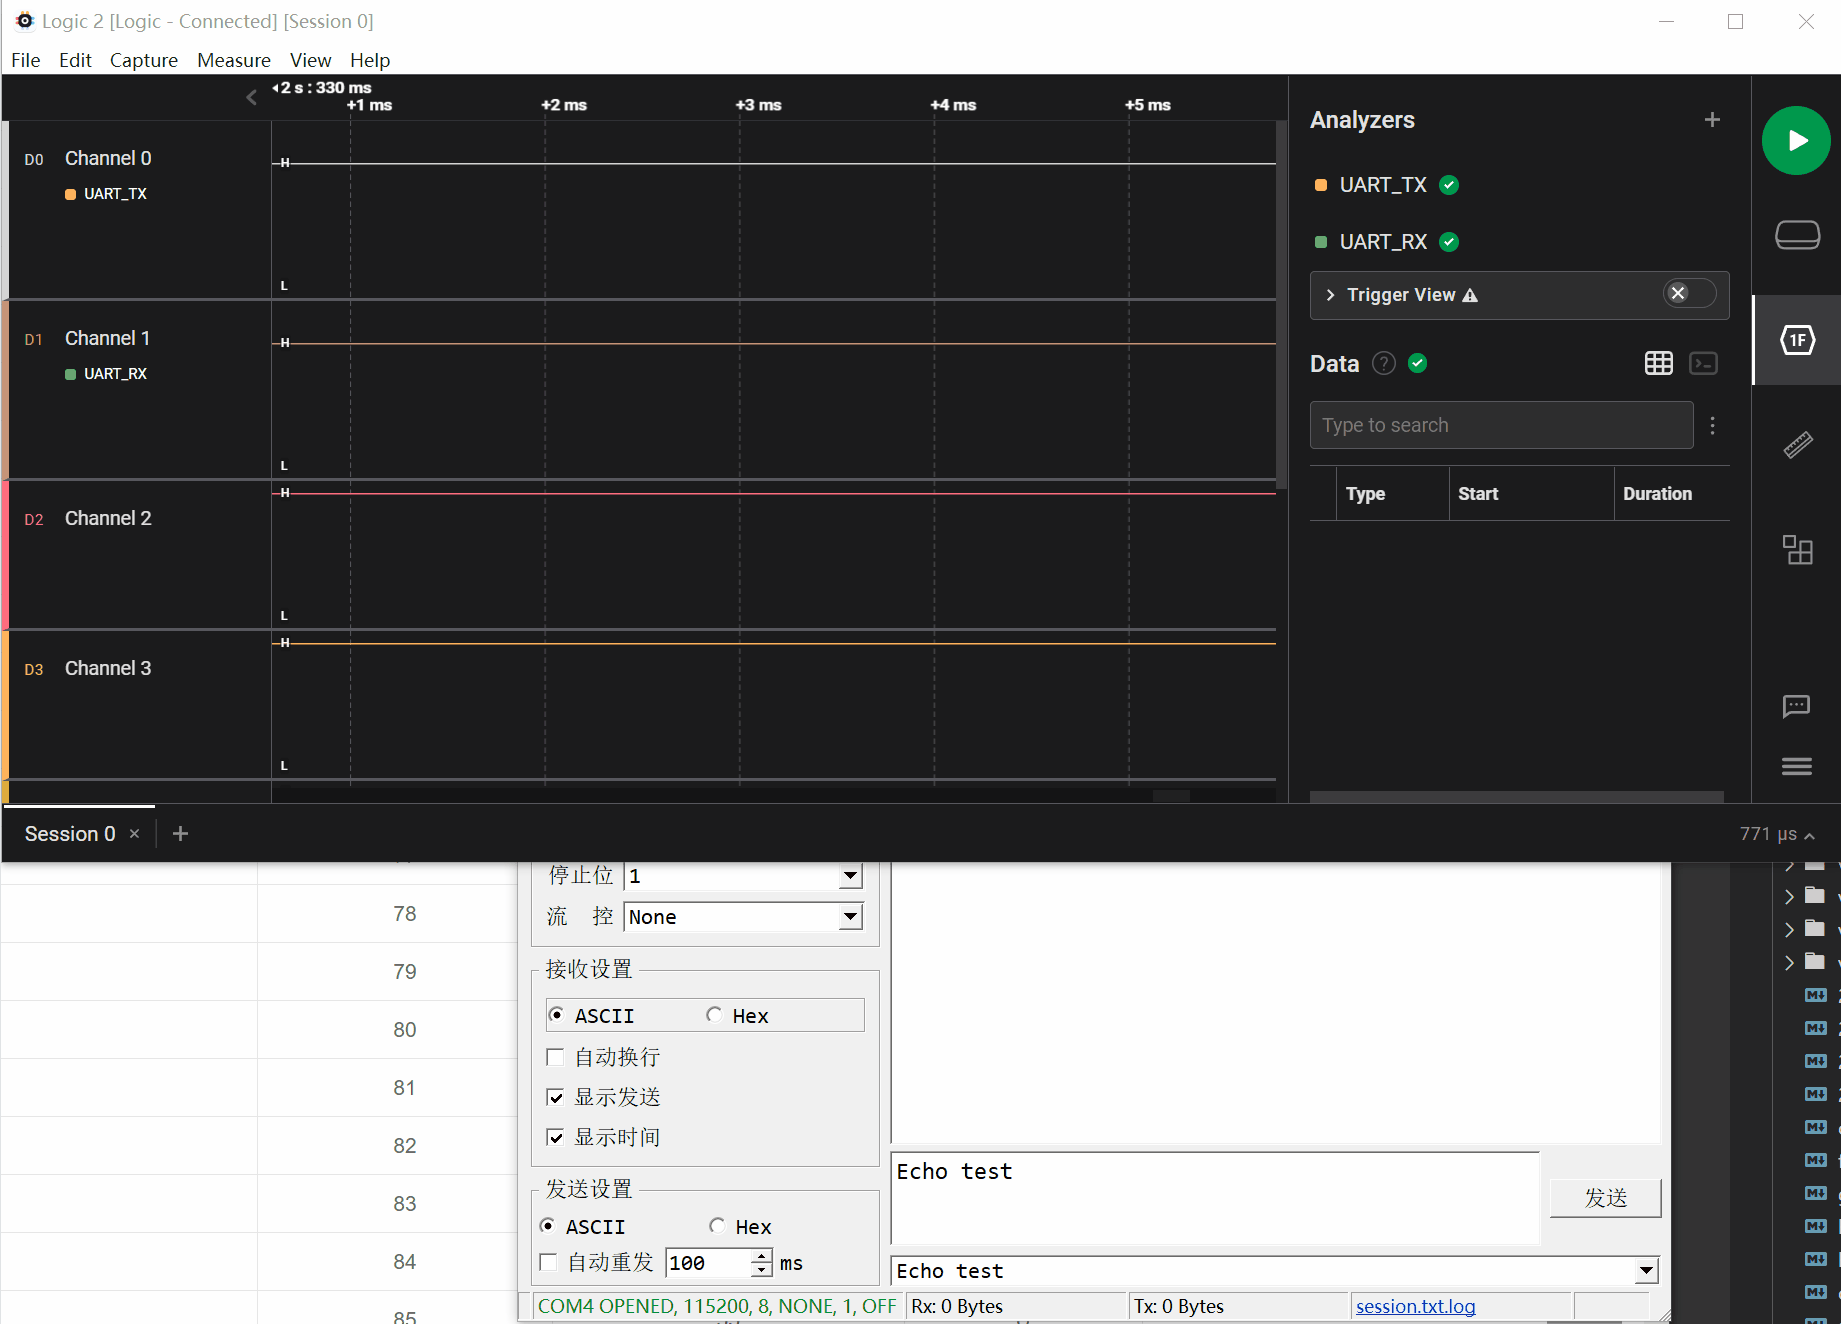 Logic 2 [Logic - Connected] [Session 0]
File Edit Capture Measure View Help
2 s : 330 ms
+1 ms +2 ms +3 ms +4 ms +5 ms
D0 Channel 0
UART_TX
H
L
D1 Channel 1
UART_RX
H
L
D2 Channel 2
H
L
D3 Channel 3
H
L
Analyzers
UART_TX
UART_RX
Trigger View
Data
Type to search
Type Start Duration
1F
Session 0
771 μs
78
79
80
81
82
83
84
85
停止位 1
流 控 None
接收设置
ASCII Hex
自动换行
显示发送
显示时间
发送设置
ASCII Hex
自动重发 100 ms
Echo test
发送
Echo test
COM4 OPENED, 115200, 8, NONE, 1, OFF Rx: 0 Bytes Tx: 0 Bytes session.txt.log